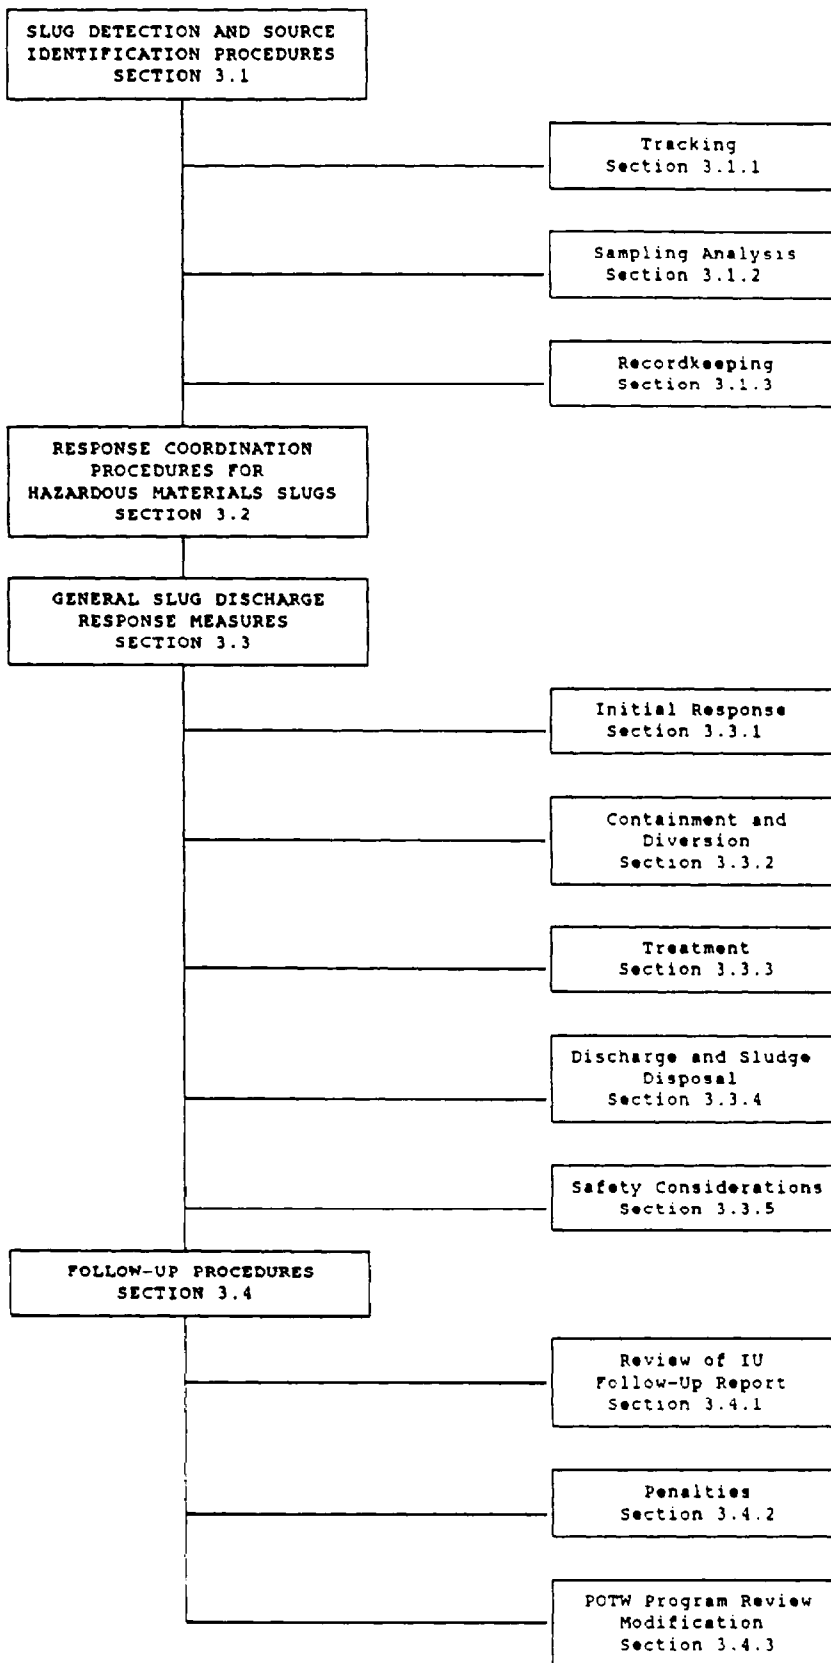 SLUG DETECTION AND SOURCE
IDENTIFICATION PROCEDURES
SECTION 3.1
Tracking
Section 3.1.1
Sampling Analysis
Section 3.1.2
Recordkeeping
Section 3.1.3
RESPONSE COORDINATION
PROCEDURES FOR
HAZARDOUS MATERIALS SLUGS
SECTION 3.2
GENERAL SLUG DISCHARGE
RESPONSE MEASURES
SECTION 3.3
Initial Response
Section 3.3.1
Containment and
Diversion
Section 3.3.2
Treatment
Section 3.3.3
Discharge and Sludge
Disposal
Section 3.3.4
Safety Considerations
Section 3.3.5
FOLLOW-UP PROCEDURES
SECTION 3.4
Review of IU
Follow-Up Report
Section 3.4.1
Penalties
Section 3.4.2
POTW Program Review
Modification
Section 3.4.3